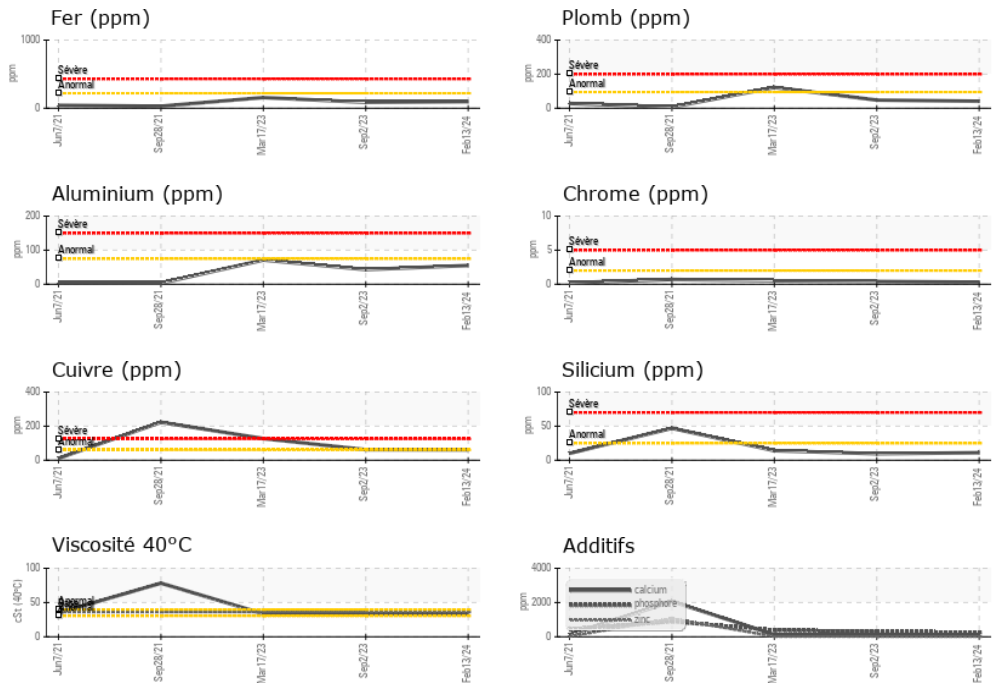 Fer (ppm)
1000
500
0
ppm
Sévère
Anormal
Jun7/21
Sep28/21
Mar17/23
Sep2/23
Feb13/24
Plomb (ppm)
400
200
0
ppm
Sévère
Anormal
Jun7/21
Sep28/21
Mar17/23
Sep2/23
Feb13/24
Aluminium (ppm)
200
100
0
ppm
Sévère
Anormal
Jun7/21
Sep28/21
Mar17/23
Sep2/23
Feb13/24
Chrome (ppm)
10
5
0
ppm
Sévère
Anormal
Jun7/21
Sep28/21
Mar17/23
Sep2/23
Feb13/24
Cuivre (ppm)
400
200
0
ppm
Sévère
Anormal
Jun7/21
Sep28/21
Mar17/23
Sep2/23
Feb13/24
Silicium (ppm)
100
50
0
ppm
Sévère
Anormal
Jun7/21
Sep28/21
Mar17/23
Sep2/23
Feb13/24
Viscosité 40°C
100
50
0
cSt (40°C)
Anormal
Anormal
Jun7/21
Sep28/21
Mar17/23
Sep2/23
Feb13/24
Additifs
4000
2000
0
ppm
calcium
phosphore
zinc
Jun7/21
Sep28/21
Mar17/23
Sep2/23
Feb13/24